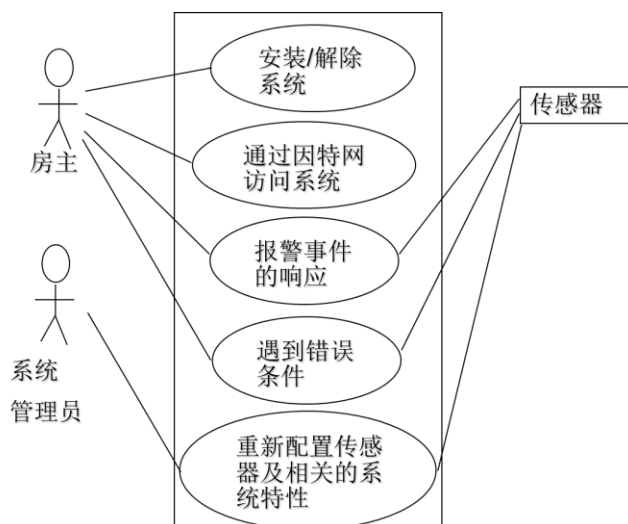 安装/解除
系统
传感器
房主
通过因特网
访问系统
报警事件
的响应
系统
管理员
遇到错误
条件
重新配置传感
器及相关的系
统特性